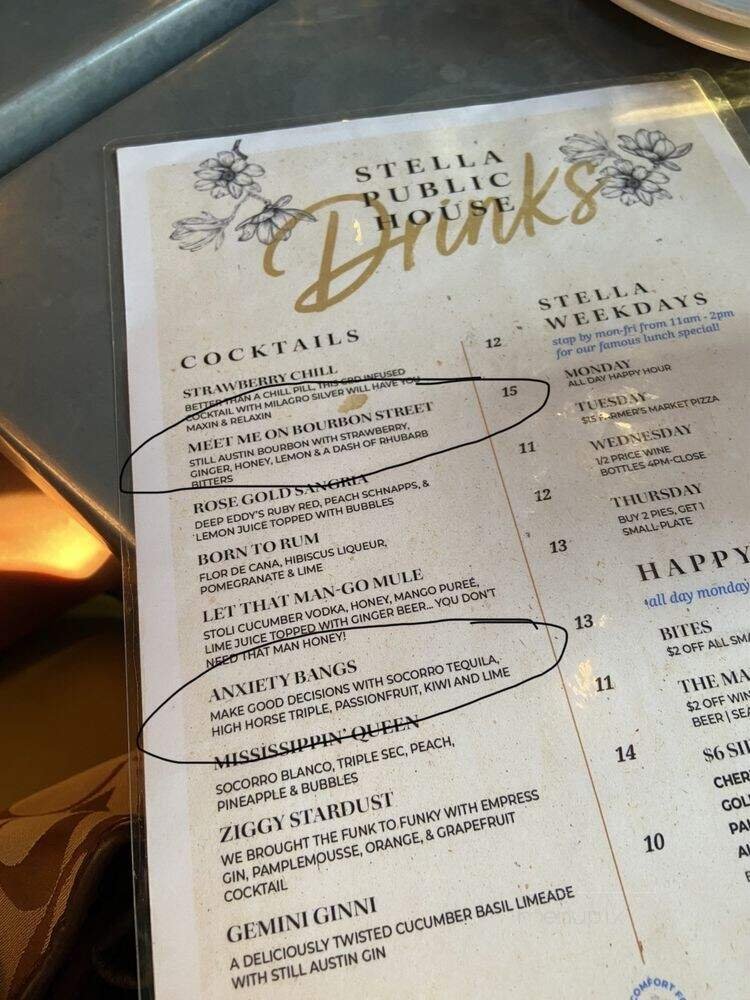 STELLA
PUBLIC
HOUSE
Drinks
COCKTAILS
STRAWBERRY CHILL 12
BETTER THAN A CHILL PILL, THIS CBD INFUSED
COCKTAIL WITH MILAGRO SILVER WILL HAVE YOU
MAXIN & RELAXIN
MEET ME ON BOURBON STREET 15
STILL AUSTIN BOURBON WITH STRAWBERRY,
GINGER, HONEY, LEMON & A DASH OF RHUBARB
BITTERS
ROSE GOLD SANGRIA 11
DEEP EDDY'S RUBY RED, PEACH SCHNAPPS, &
LEMON JUICE TOPPED WITH BUBBLES
BORN TO RUM 12
FLOR DE CANA, HIBISCUS LIQUEUR,
POMEGRANATE & LIME
LET THAT MAN-GO MULE 13
STOLI CUCUMBER VODKA, HONEY, MANGO PUREÉ,
LIME JUICE TOPPED WITH GINGER BEER... YOU DON'T
NEED THAT MAN HONEY!
ANXIETY BANGS 13
MAKE GOOD DECISIONS WITH SOCORRO TEQUILA,
HIGH HORSE TRIPLE, PASSIONFRUIT, KIWI AND LIME
MISSISSIPPIN' QUEEN 11
SOCORRO BLANCO, TRIPLE SEC, PEACH,
PINEAPPLE & BUBBLES
ZIGGY STARDUST 14
WE BROUGHT THE FUNK TO FUNKY WITH EMPRESS
GIN, PAMPLEMOUSSE, ORANGE, & GRAPEFRUIT
COCKTAIL
GEMINI GINNI 10
A DELICIOUSLY TWISTED CUCUMBER BASIL LIMEADE
WITH STILL AUSTIN GIN
STELLA
WEEKDAYS
stop by mon-fri from 11am - 2pm
for our famous lunch special!
MONDAY
ALL DAY HAPPY HOUR
TUESDAY
$15 FARMER'S MARKET PIZZA
WEDNESDAY
1/2 PRICE WINE
BOTTLES 4PM-CLOSE
THURSDAY
BUY 2 PIES, GET 1
SMALL-PLATE
HAPPY
all day monday
BITES
$2 OFF ALL SMA
THE MA
$2 OFF WIN
BEER | SEA
$6 SI
CHER
GOL
PA
COMFORT F